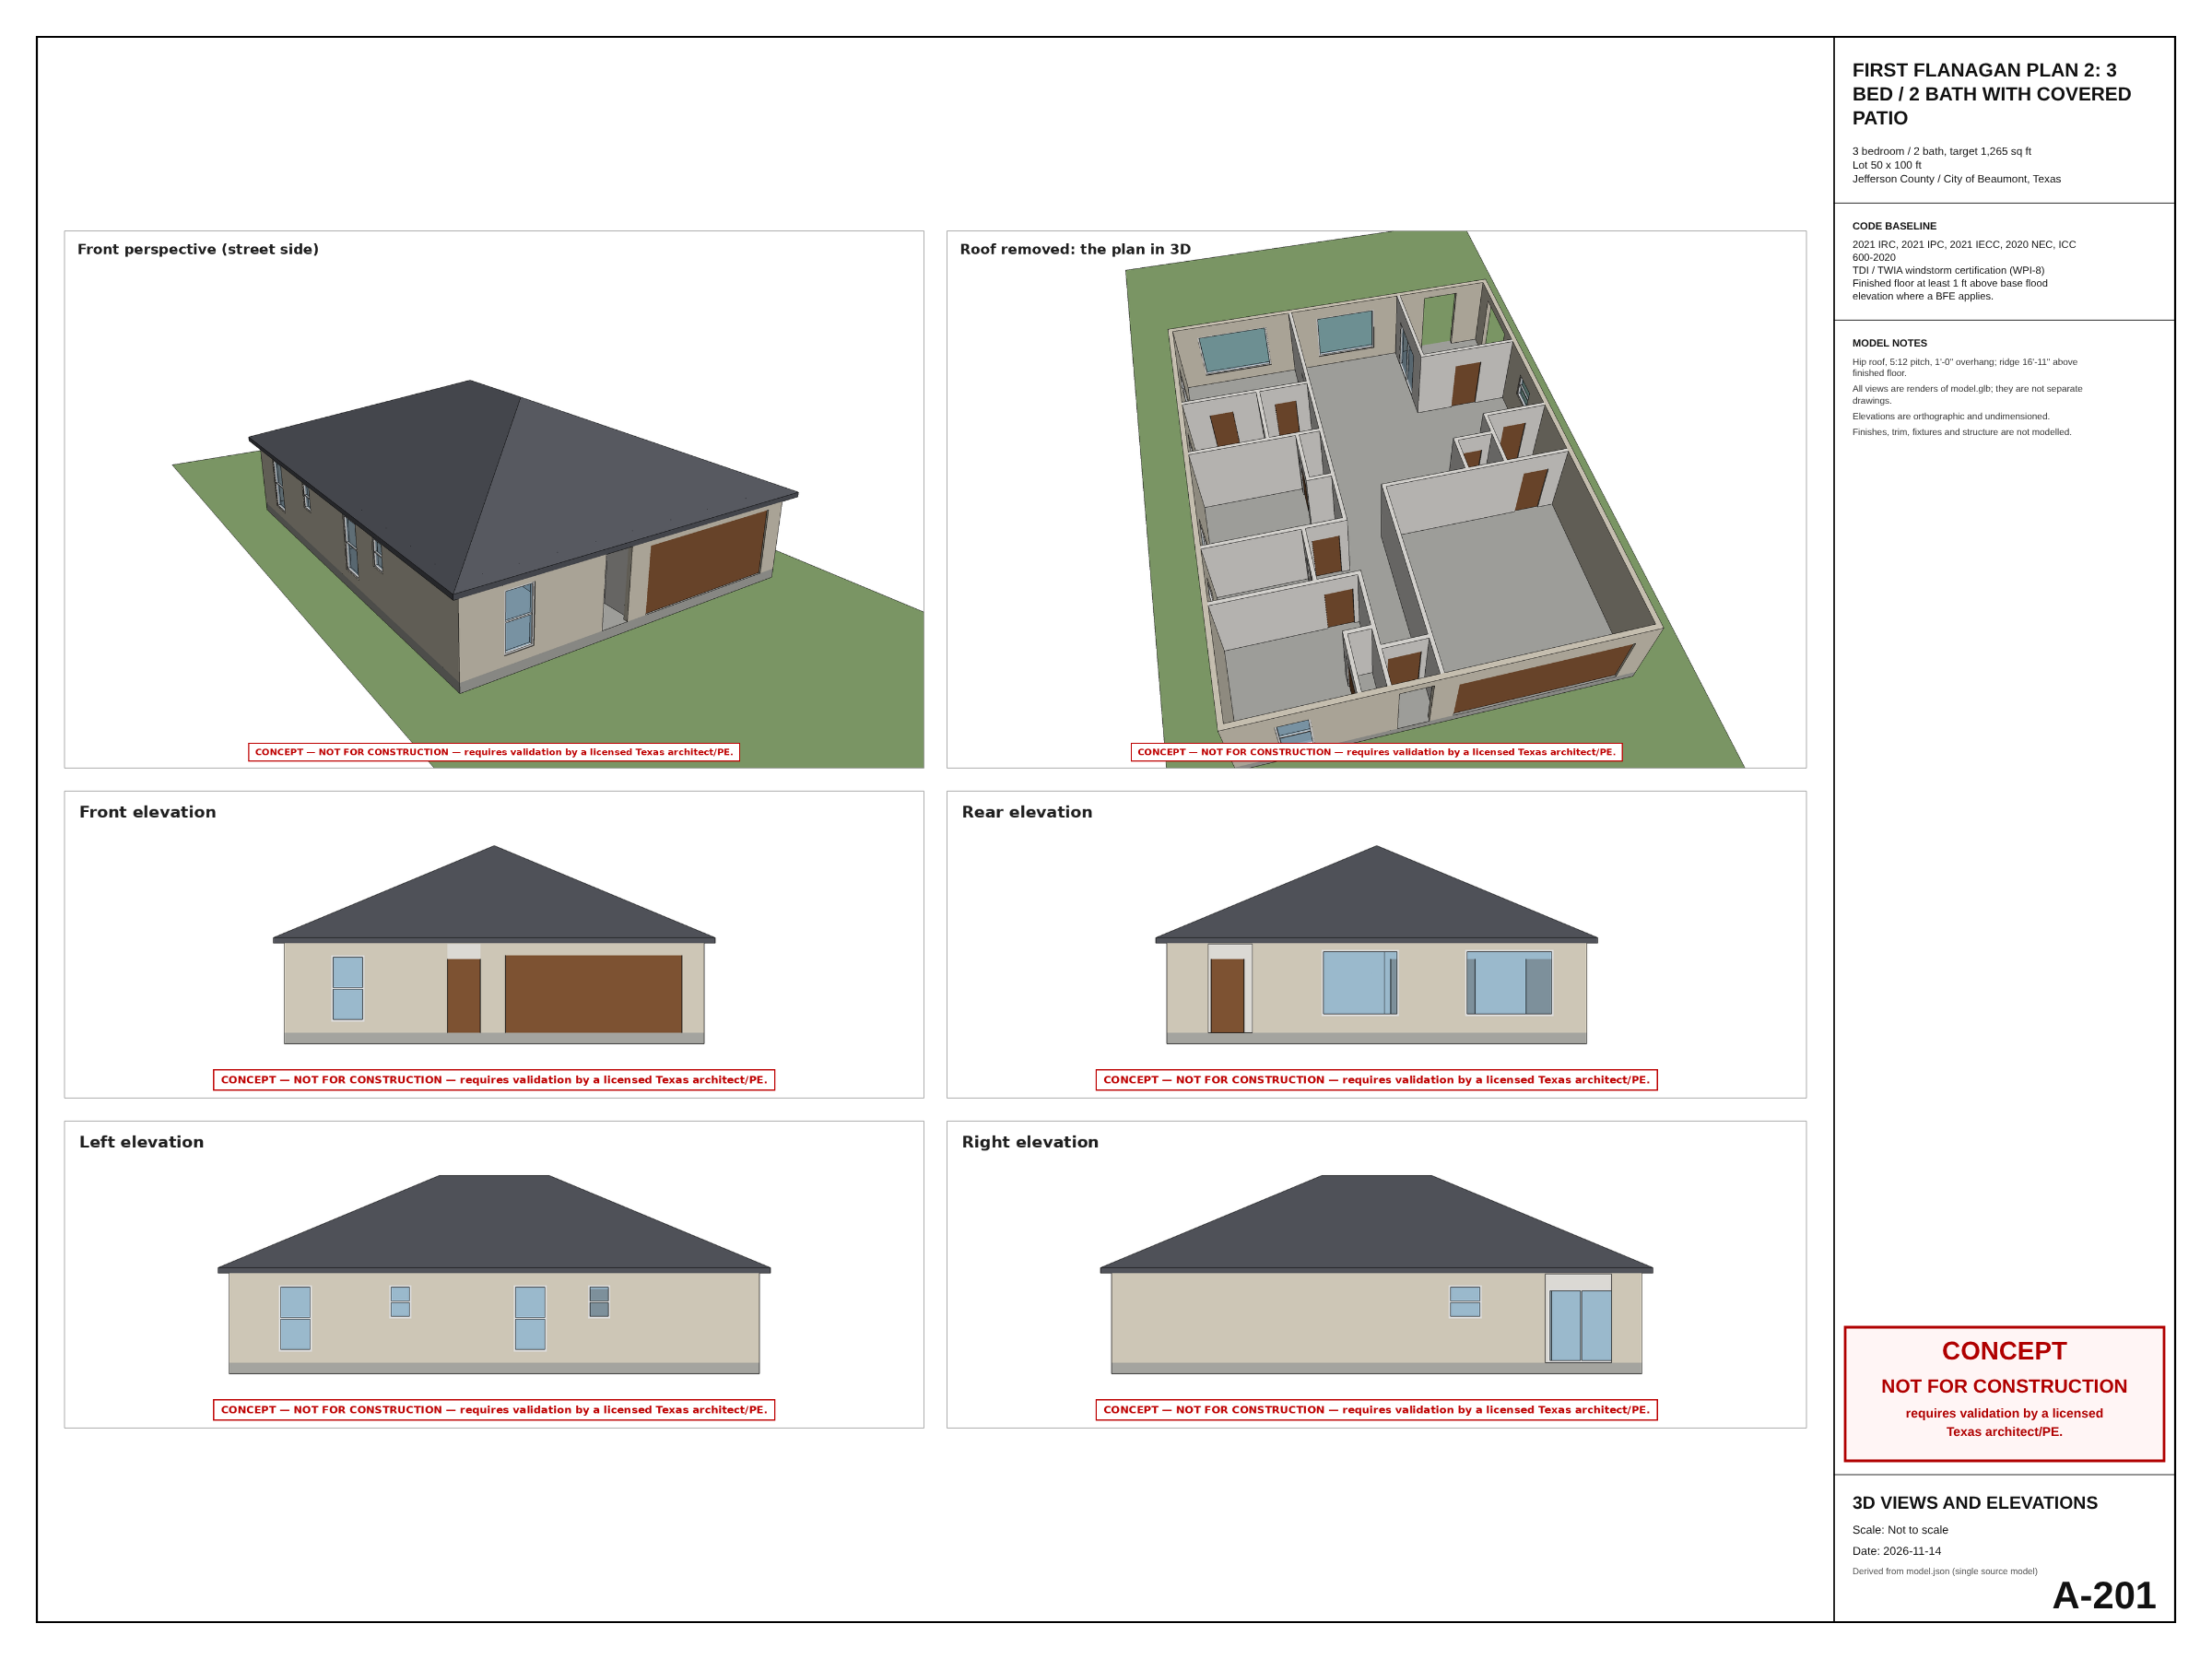 Front perspective (street side)
CONCEPT — NOT FOR CONSTRUCTION — requires validation by a licensed Texas architect/PE.
Roof removed: the plan in 3D
CONCEPT — NOT FOR CONSTRUCTION — requires validation by a licensed Texas architect/PE.
Front elevation
CONCEPT — NOT FOR CONSTRUCTION — requires validation by a licensed Texas architect/PE.
Rear elevation
CONCEPT — NOT FOR CONSTRUCTION — requires validation by a licensed Texas architect/PE.
Left elevation
CONCEPT — NOT FOR CONSTRUCTION — requires validation by a licensed Texas architect/PE.
Right elevation
CONCEPT — NOT FOR CONSTRUCTION — requires validation by a licensed Texas architect/PE.
FIRST FLANAGAN PLAN 2: 3
BED / 2 BATH WITH COVERED
PATIO
3 bedroom / 2 bath, target 1,265 sq ft
Lot 50 x 100 ft
Jefferson County / City of Beaumont, Texas
CODE BASELINE
2021 IRC, 2021 IPC, 2021 IECC, 2020 NEC, ICC
600-2020
TDI / TWIA windstorm certification (WPI-8)
Finished floor at least 1 ft above base flood
elevation where a BFE applies.
MODEL NOTES
Hip roof, 5:12 pitch, 1'-0" overhang; ridge 16'-11" above
finished floor.
All views are renders of model.glb; they are not separate
drawings.
Elevations are orthographic and undimensioned.
Finishes, trim, fixtures and structure are not modelled.
CONCEPT
NOT FOR CONSTRUCTION
requires validation by a licensed
Texas architect/PE.
3D VIEWS AND ELEVATIONS
Scale: Not to scale
Date: 2026-11-14
Derived from model.json (single source model)
A-201